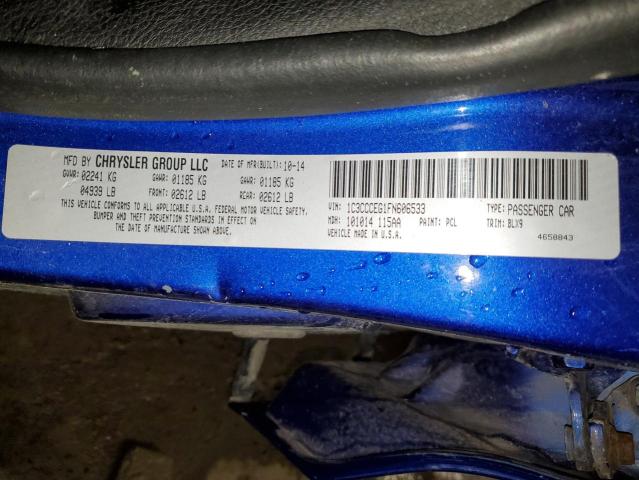 MFD BY CHRYSLER GROUP LLC DATE OF MFR(BUILT): 10-14
GVWR: 02241 KG GAWR: 01185 KG GAWR: 01185 KG
04939 LB FRONT: 02612 LB REAR: 02612 LB
THIS VEHICLE CONFORMS TO ALL APPLICABLE U.S.A. FEDERAL MOTOR VEHICLE SAFETY,
BUMPER AND THEFT PREVENTION STANDARDS IN EFFECT ON
THE DATE OF MANUFACTURE SHOWN ABOVE.
VIN: 1C3CCCEG1FN606533 TYPE: PASSENGER CAR
MDH: 101014 115AA PAINT: PCL TRIM: BLX9
VEHICLE MADE IN U.S.A. 4650843